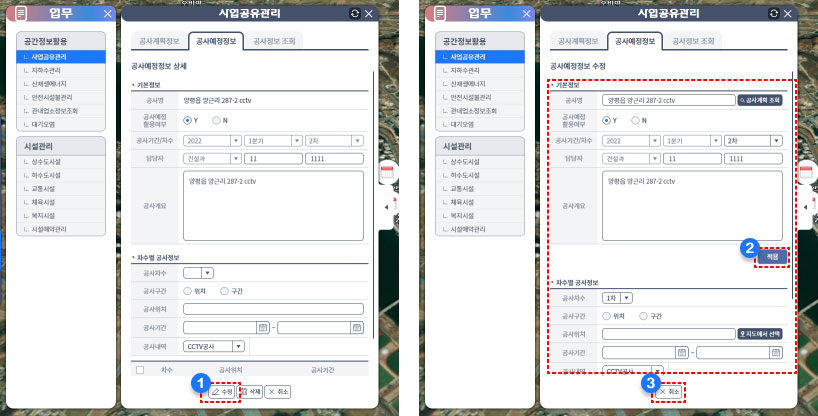 업무
공간정보활용
사업공유관리
지하수관리
신재생에너지
안전시설물관리
관내업소정보조회
대기오염
시설관리
상수도시설
하수도시설
교통시설
체육시설
복지시설
시설예약관리
사업공유관리
공사계획정보 공사예정정보 공사정보 조회
공사예정정보 상세
기본정보
공사명 양평읍 양근리 287-2 cctv
공사예정
활용여부 Y N
공사기간/차수 2022 1분기 2차
담당자 건설과 11 1111
공사개요 양평읍 양근리 287-2 cctv
차수별 공사정보
공사차수
공사구간 위치 구간
공사위치
공사기간 ~
공사내역 CCTV공사
차수 공사위치 공사기간
1 수정 삭제 취소
업무
공간정보활용
사업공유관리
지하수관리
신재생에너지
안전시설물관리
관내업소정보조회
대기오염
시설관리
상수도시설
하수도시설
교통시설
체육시설
복지시설
시설예약관리
사업공유관리
공사계획정보 공사예정정보 공사정보 조회
공사예정정보 수정
기본정보
공사명 양평읍 양근리 287-2 cctv 공사계획 조회
공사예정
활용여부 Y N
공사기간/차수 2022 1분기 2차
담당자 건설과 11 1111
공사개요 양평읍 양근리 287-2 cctv
2 적용
차수별 공사정보
공사차수 1차
공사구간 위치 구간
공사위치 지도에서 선택
공사기간 ~
공사내역 CCTV공사
3 취소